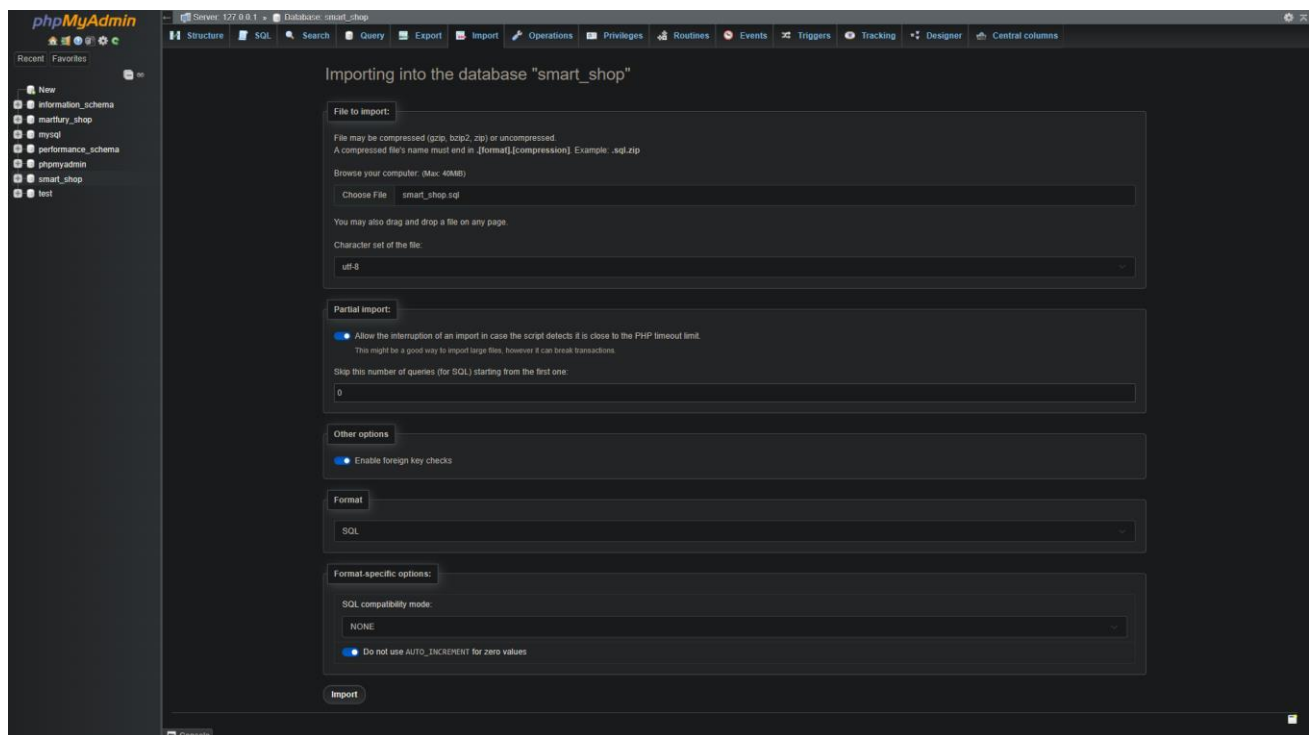 phpMyAdmin
Recent Favorites
New
information_schema
martfury_shop
mysql
performance_schema
phpmyadmin
smart_shop
test
Server: 127.0.0.1 » Database: smart_shop
Structure SQL Search Query Export Import Operations Privileges Routines Events Triggers Tracking Designer Central columns
Importing into the database "smart_shop"
File to import:
File may be compressed (gzip, bzip2, zip) or uncompressed.
A compressed file's name must end in .[format].[compression]. Example: .sql.zip
Browse your computer: (Max: 40MiB)
Choose File smart_shop.sql
You may also drag and drop a file on any page.
Character set of the file:
utf-8
Partial import:
Allow the interruption of an import in case the script detects it is close to the PHP timeout limit.
This might be a good way to import large files, however it can break transactions.
Skip this number of queries (for SQL) starting from the first one:
0
Other options
Enable foreign key checks
Format
SQL
Format-specific options:
SQL compatibility mode:
NONE
Do not use AUTO_INCREMENT for zero values
Import
Console